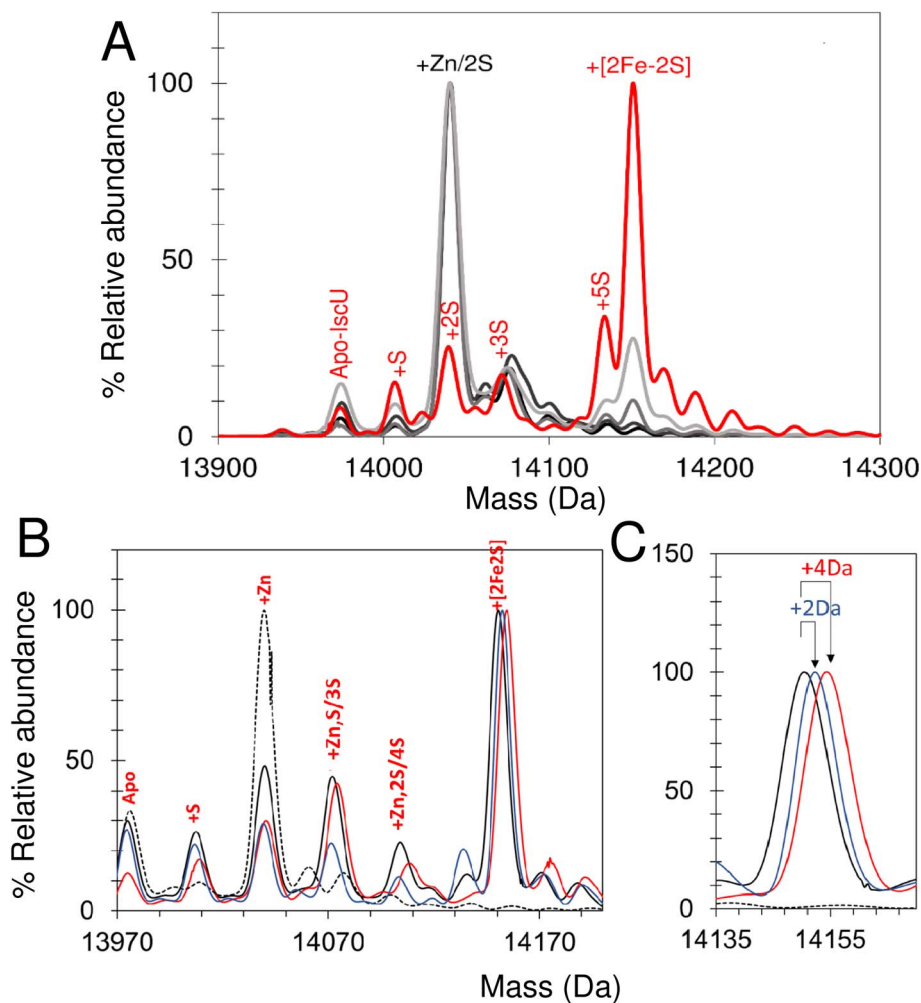 A
+Zn/2S
+[2Fe-2S]
% Relative abundance
100
50
0
Apo-IscU
+S
+2S
+3S
+5S
13900
14000
14100
14200
14300
Mass (Da)
B
+Zn
+[2Fe2S]
% Relative abundance
100
50
0
Apo
+S
+Zn,S/3S
+Zn,2S/4S
13970
14070
14170
Mass (Da)
C
150
+4Da
+2Da
100
50
0
14135
14155